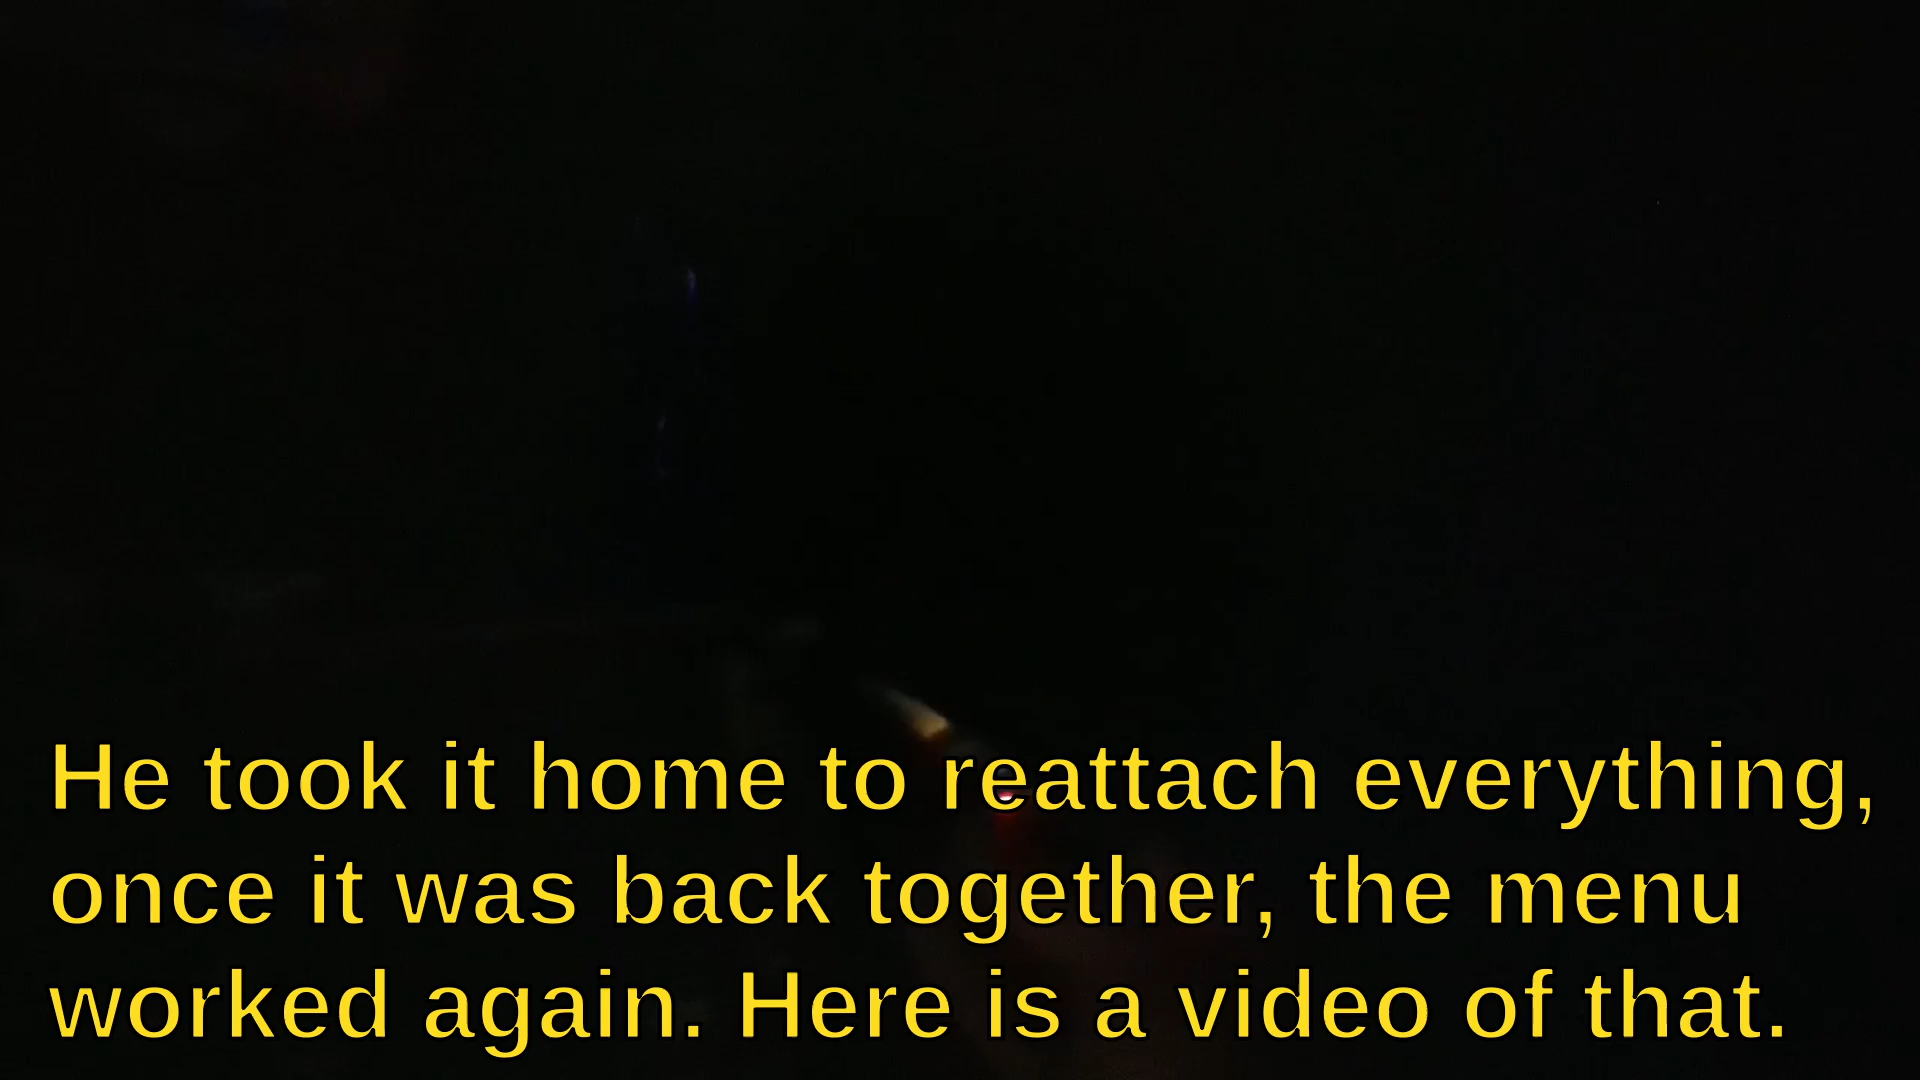 He took it home to reattach everything,
once it was back together, the menu
worked again. Here is a video of that.